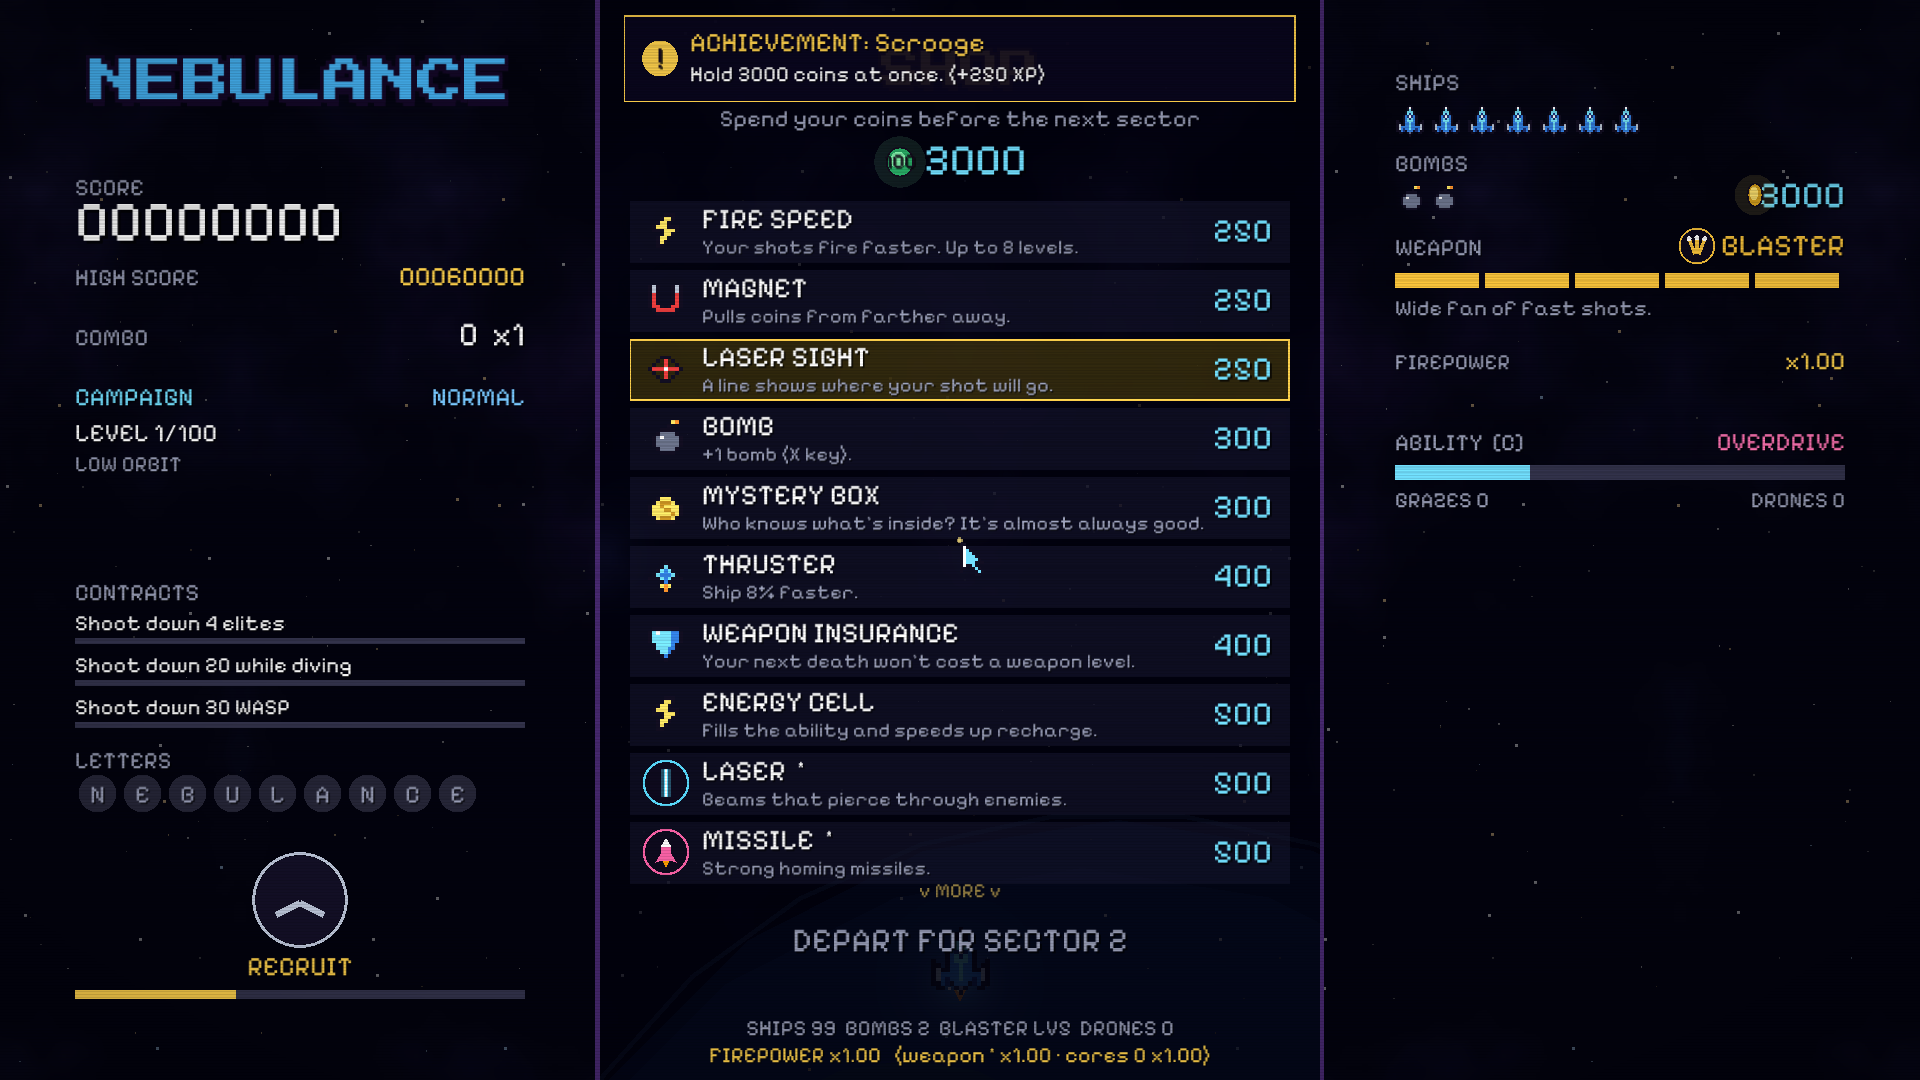 NEBULANCE
SCORE
00000000
HIGH SCORE 00060000
COMBO 0 x1
CAMPAIGN NORMAL
LEVEL 1/100
LOW ORBIT
CONTRACTS
Shoot down 4 elites
Shoot down 20 while diving
Shoot down 30 WASP
LETTERS
N E B U L A N C E
RECRUIT
ACHIEVEMENT: Scrooge
Hold 3000 coins at once. (+250 XP)
Spend your coins before the next sector
3000
FIRE SPEED 250
Your shots fire faster. Up to 8 levels.
MAGNET 250
Pulls coins from farther away.
LASER SIGHT 250
A line shows where your shot will go.
BOMB 300
+1 bomb (X key).
MYSTERY BOX 300
Who knows what's inside? It's almost always good.
THRUSTER 400
Ship 8% faster.
WEAPON INSURANCE 400
Your next death won't cost a weapon level.
ENERGY CELL 500
Fills the ability and speeds up recharge.
LASER * 500
Beams that pierce through enemies.
MISSILE * 500
Strong homing missiles.
v MORE v
DEPART FOR SECTOR 2
SHIPS 99 BOMBS 2 BLASTER LV5 DRONES 0
FIREPOWER x1.00 (weapon * x1.00 · cores 0 x1.00)
SHIPS
BOMBS
3000
WEAPON BLASTER
Wide fan of fast shots.
FIREPOWER x1.00
ABILITY (C) OVERDRIVE
GRAZES 0 DRONES 0